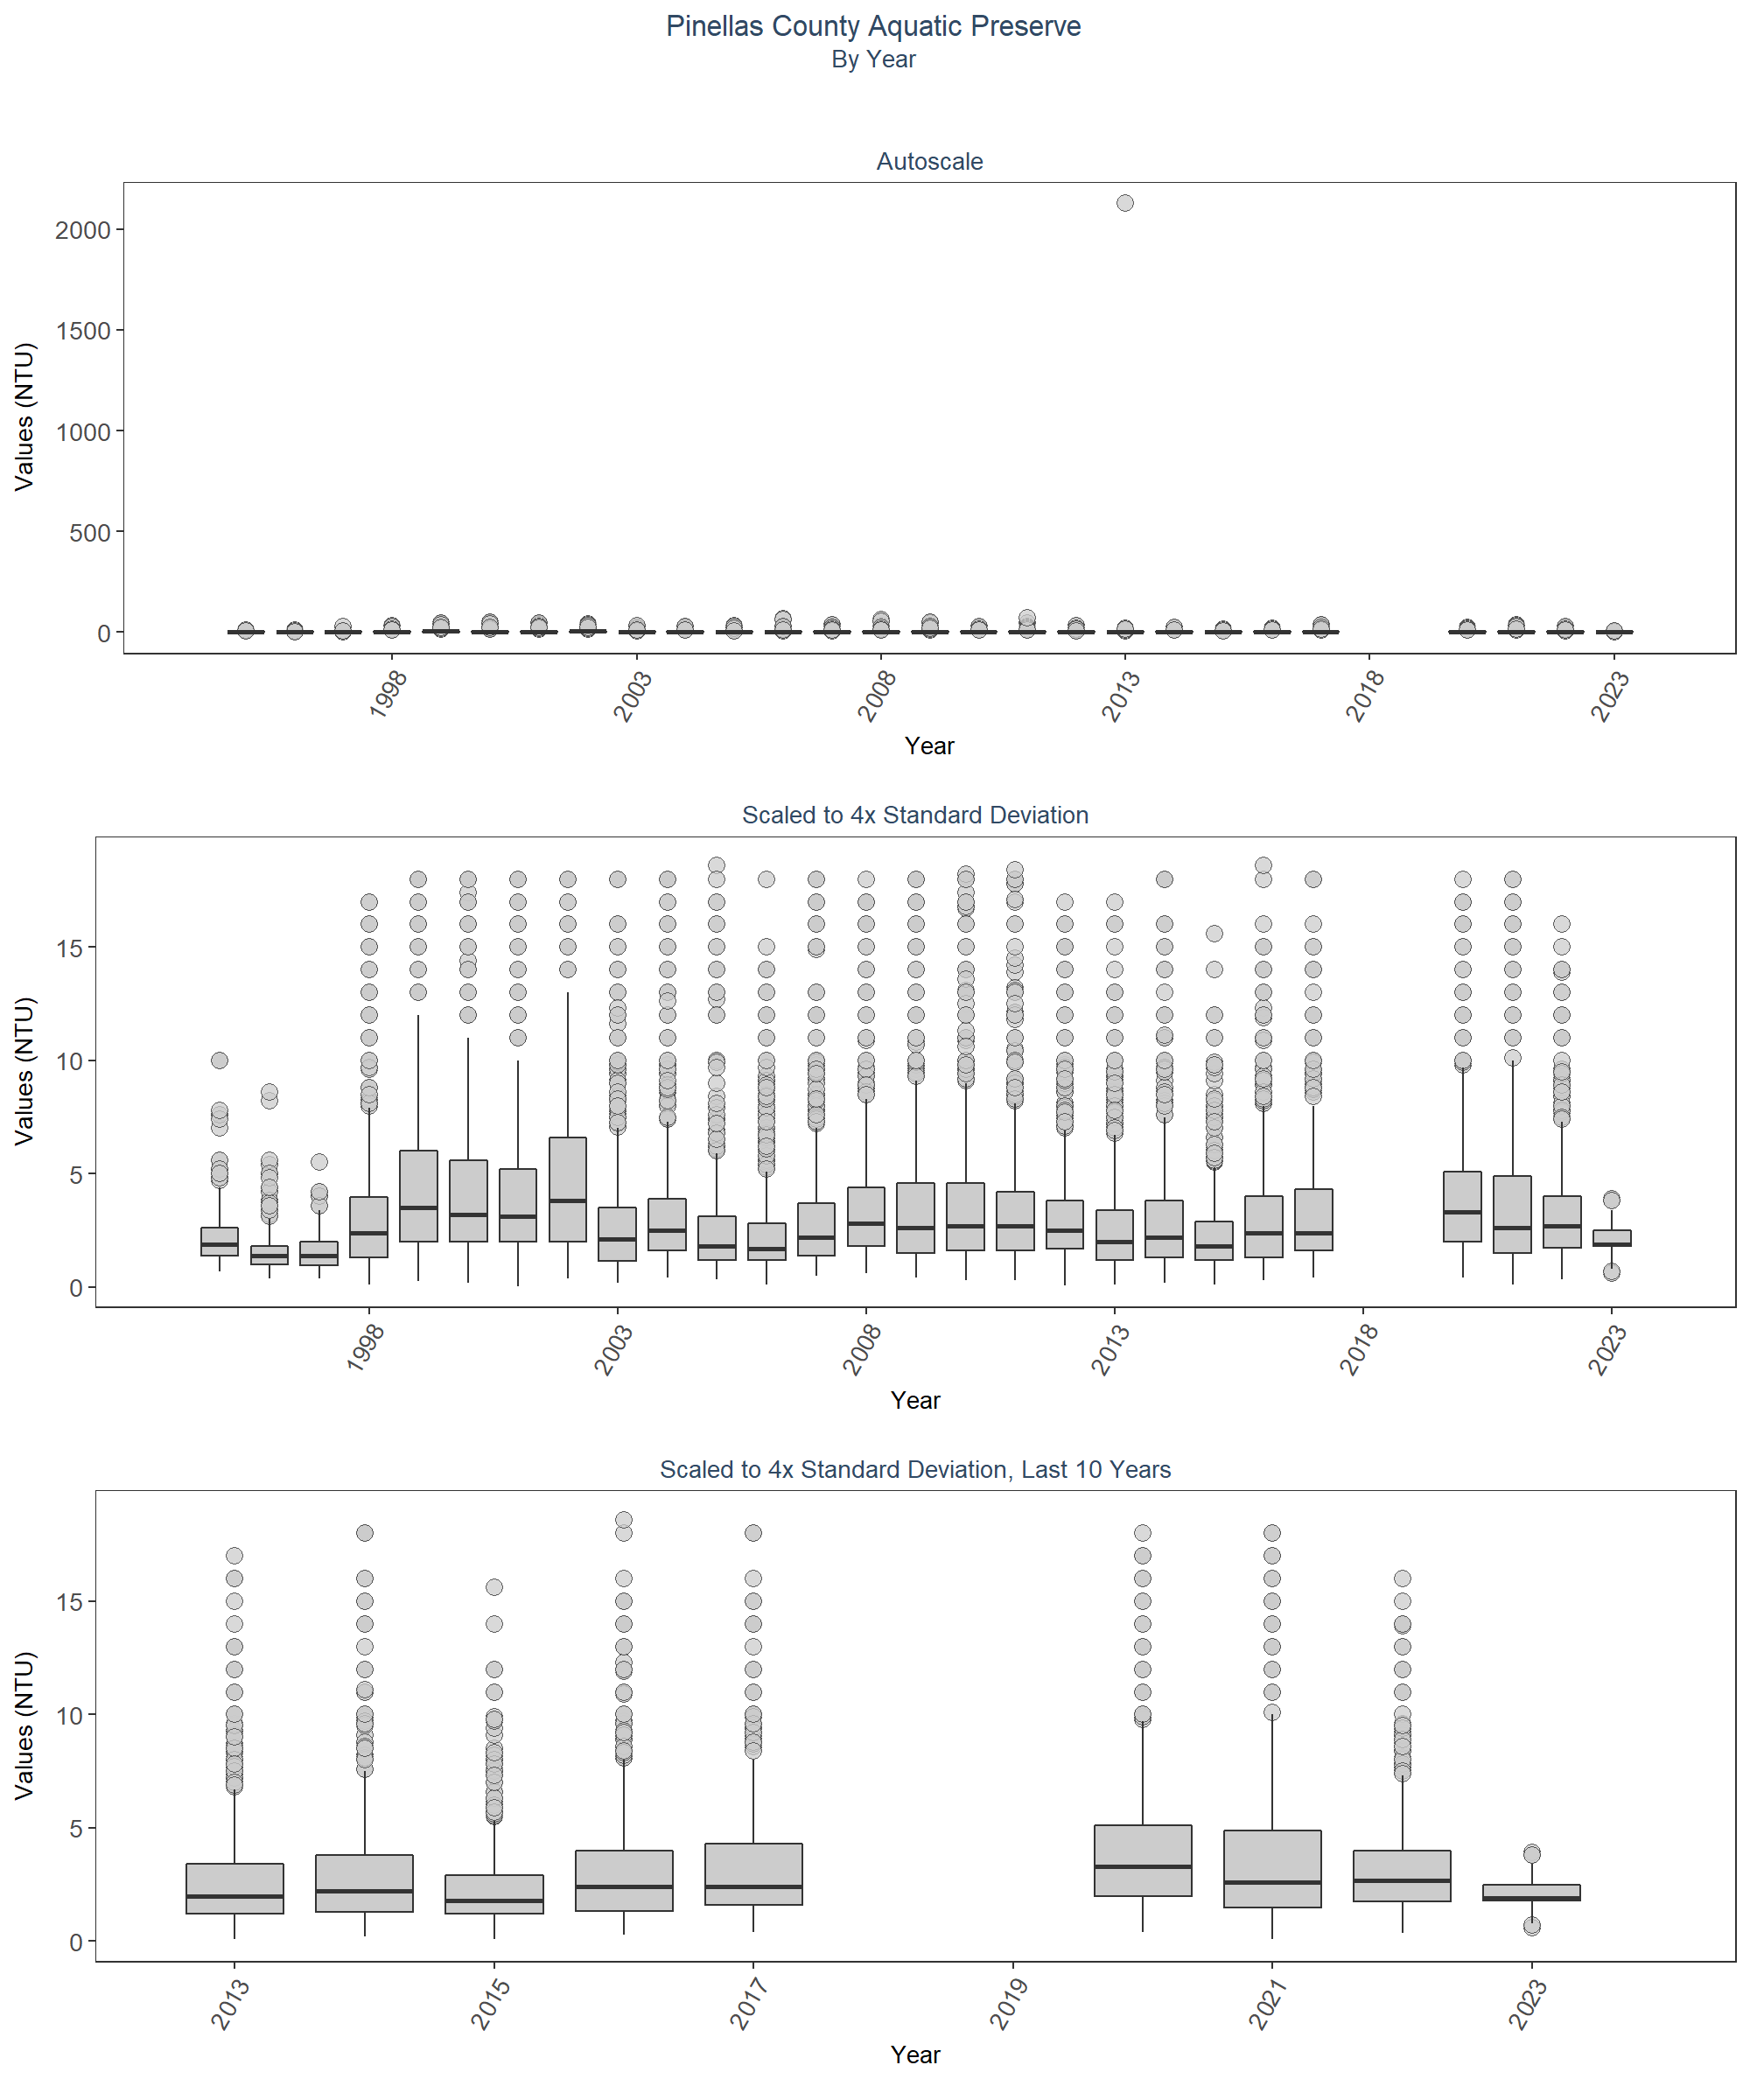 Pinellas County Aquatic Preserve
By Year
Autoscale
Values (NTU)
2000
1500
1000
500
0
1998
2003
2008
2013
2018
2023
Year
Scaled to 4x Standard Deviation
Values (NTU)
15
10
5
0
1998
2003
2008
2013
2018
2023
Year
Scaled to 4x Standard Deviation, Last 10 Years
Values (NTU)
15
10
5
0
2013
2015
2017
2019
2021
2023
Year